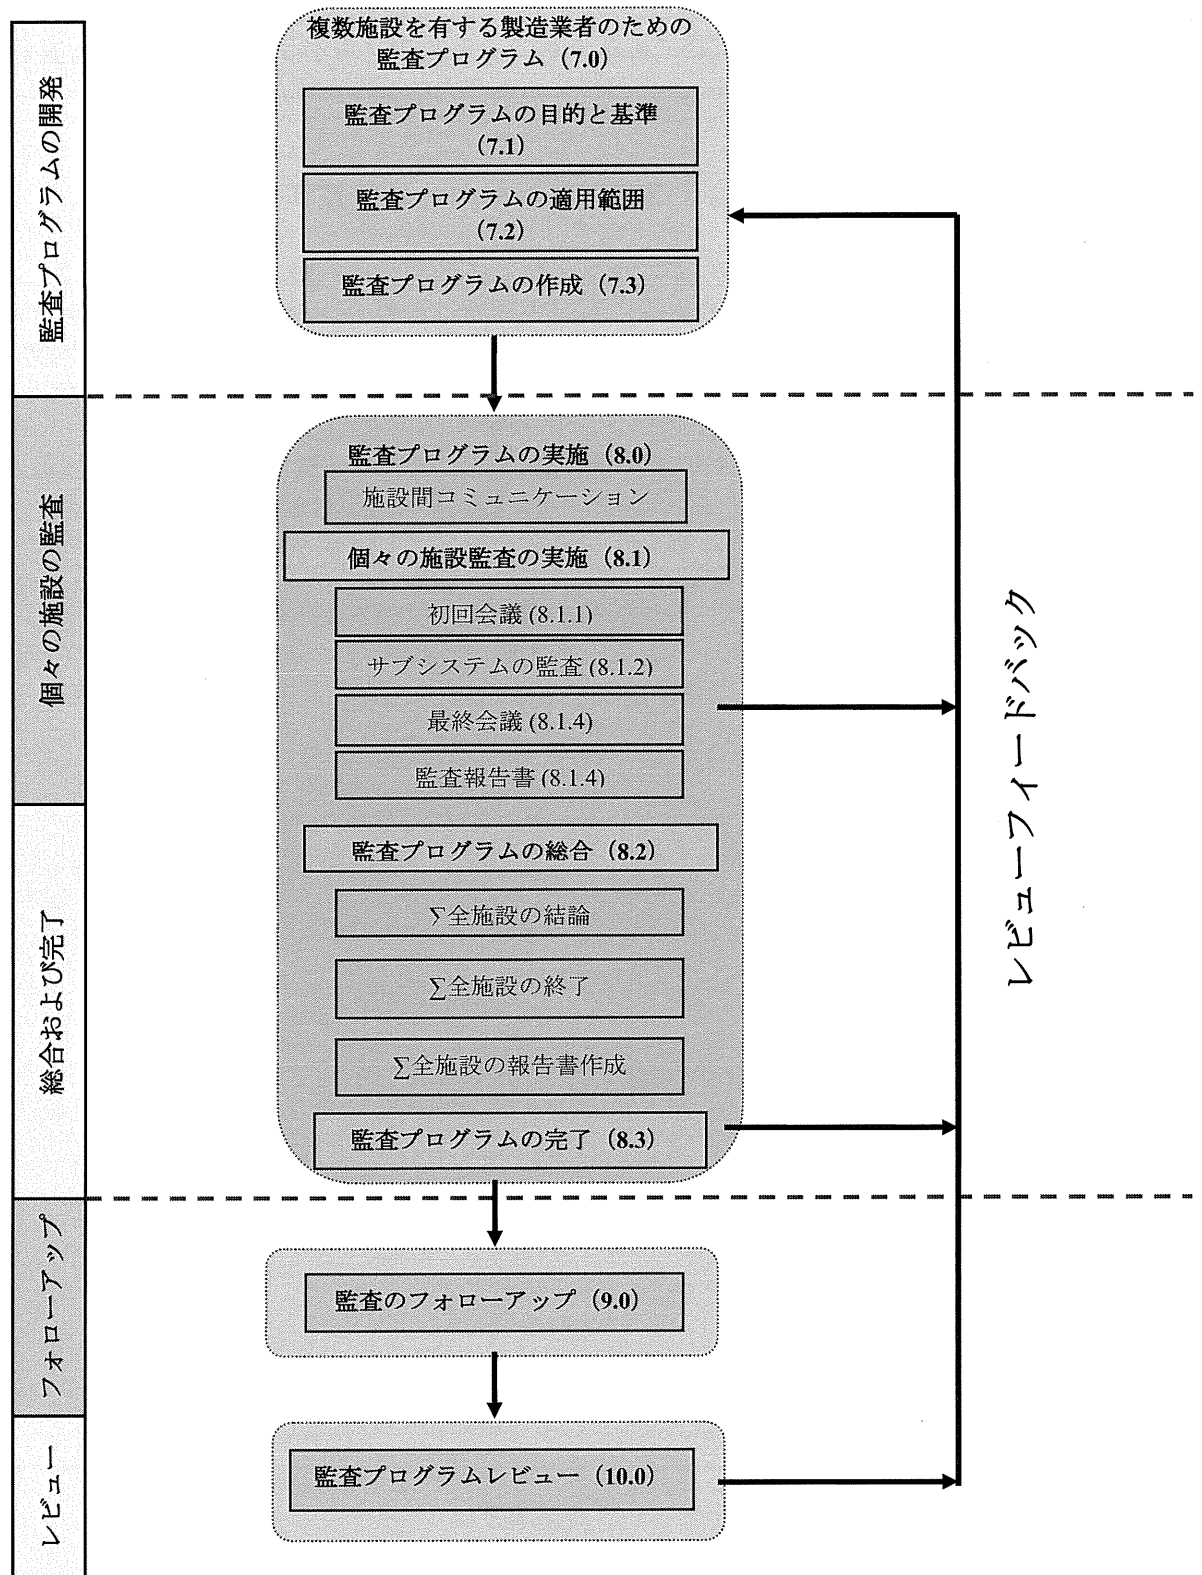 複数施設を有する製造業者のための
監査プログラム（7.0）
監査プログラムの目的と基準
（7.1）
監査プログラムの適用範囲
（7.2）
監査プログラムの作成（7.3）
監査プログラムの開発
監査プログラムの実施（8.0）
施設間コミュニケーション
個々の施設監査の実施（8.1）
初回会議 (8.1.1)
サブシステムの監査 (8.1.2)
最終会議 (8.1.4)
監査報告書 (8.1.4)
個々の施設の監査
監査プログラムの総合（8.2）
∑全施設の結論
∑全施設の終了
∑全施設の報告書作成
監査プログラムの完了（8.3）
総合および完了
レビューフィードバック
監査のフォローアップ（9.0）
フォローアップ
監査プログラムレビュー（10.0）
レビュー